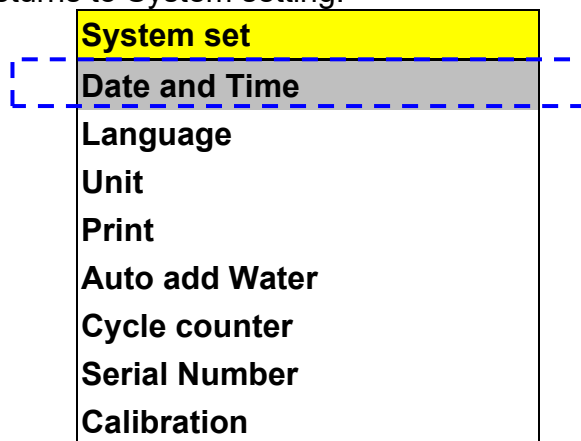 returns to System setting.
System set
Date and Time
Language
Unit
Print
Auto add Water
Cycle counter
Serial Number
Calibration